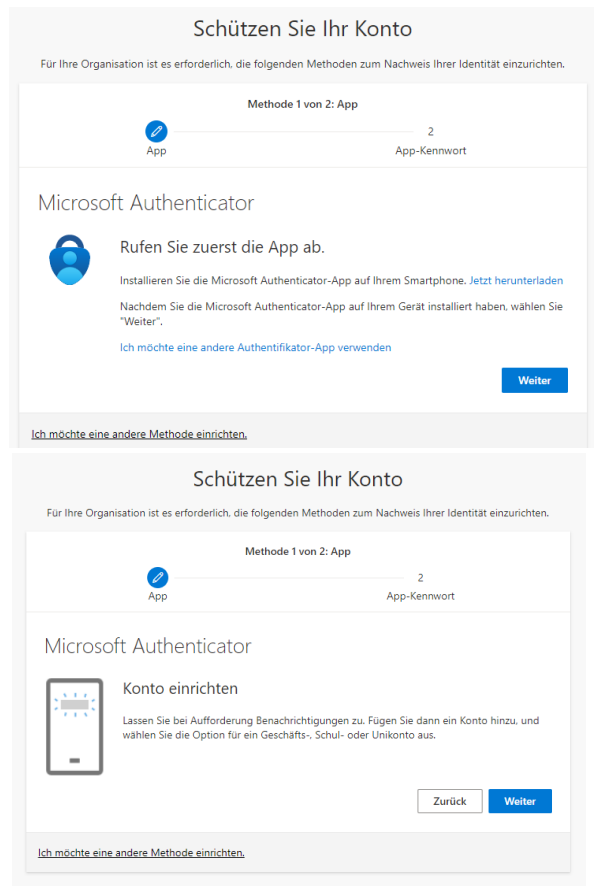 Schützen Sie Ihr Konto
Für Ihre Organisation ist es erforderlich, die folgenden Methoden zum Nachweis Ihrer Identität einzurichten.
Methode 1 von 2: App
2
App
App-Kennwort
Microsoft Authenticator
Rufen Sie zuerst die App ab.
Installieren Sie die Microsoft Authenticator-App auf Ihrem Smartphone. Jetzt herunterladen
Nachdem Sie die Microsoft Authenticator-App auf Ihrem Gerät installiert haben, wählen Sie
"Weiter".
Ich möchte eine andere Authentifikator-App verwenden
Weiter
Ich möchte eine andere Methode einrichten.
Schützen Sie Ihr Konto
Für Ihre Organisation ist es erforderlich, die folgenden Methoden zum Nachweis Ihrer Identität einzurichten.
Methode 1 von 2: App
2
App
App-Kennwort
Microsoft Authenticator
Konto einrichten
Lassen Sie bei Aufforderung Benachrichtigungen zu. Fügen Sie dann ein Konto hinzu, und
wählen Sie die Option für ein Geschäfts-, Schul- oder Unikonto aus.
Zurück
Weiter
Ich möchte eine andere Methode einrichten.